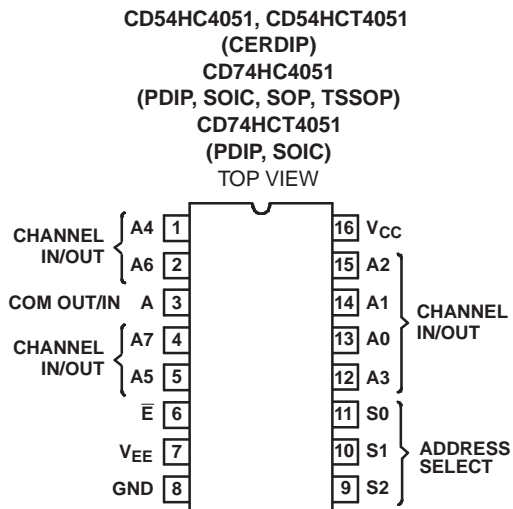 CD54HC4051, CD54HCT4051
(CERDIP)
CD74HC4051
(PDIP, SOIC, SOP, TSSOP)
CD74HCT4051
(PDIP, SOIC)
TOP VIEW
CHANNEL
IN/OUT
A4 1
A6 2
COM OUT/IN A 3
CHANNEL
IN/OUT
A7 4
A5 5
E̅ 6
VEE 7
GND 8
16 VCC
15 A2
14 A1
13 A0
12 A3
CHANNEL
IN/OUT
11 S0
10 S1
9 S2
ADDRESS
SELECT